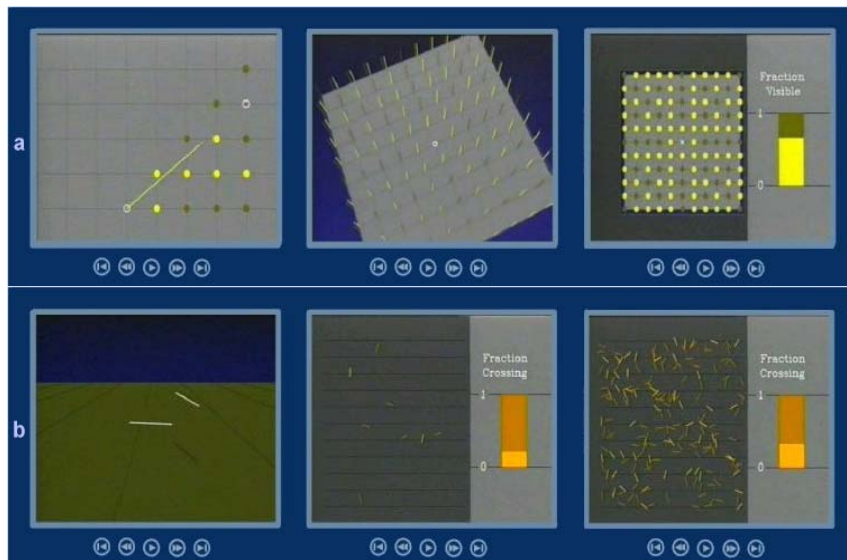 a
Fraction
Visible
1
0
b
Fraction
Crossing
1
0
Fraction
Crossing
1
0